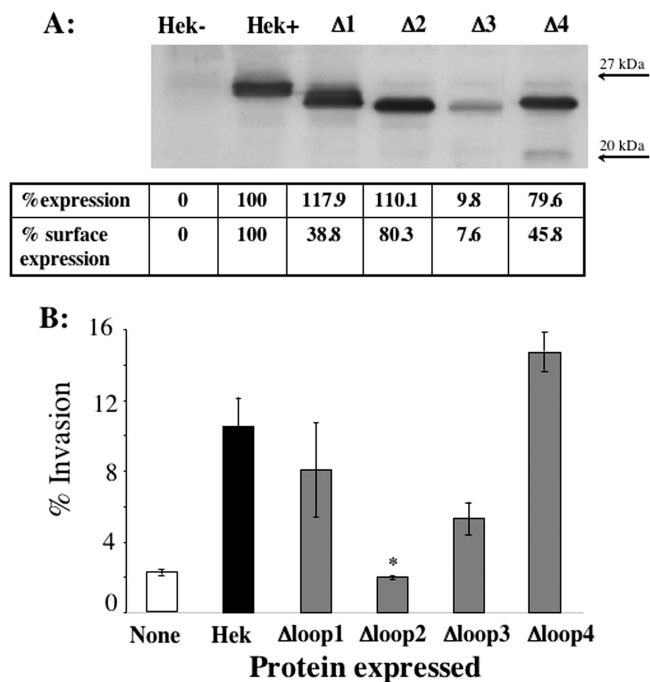 A: Hek- Hek+ Δ1 Δ2 Δ3 Δ4
27 kDa
20 kDa
%expression 0 100 117.9 110.1 9.8 79.6
% surface expression 0 100 38.8 80.3 7.6 45.8
B:
% Invasion
16
12
8
4
0
*
None Hek Δloop1 Δloop2 Δloop3 Δloop4
Protein expressed